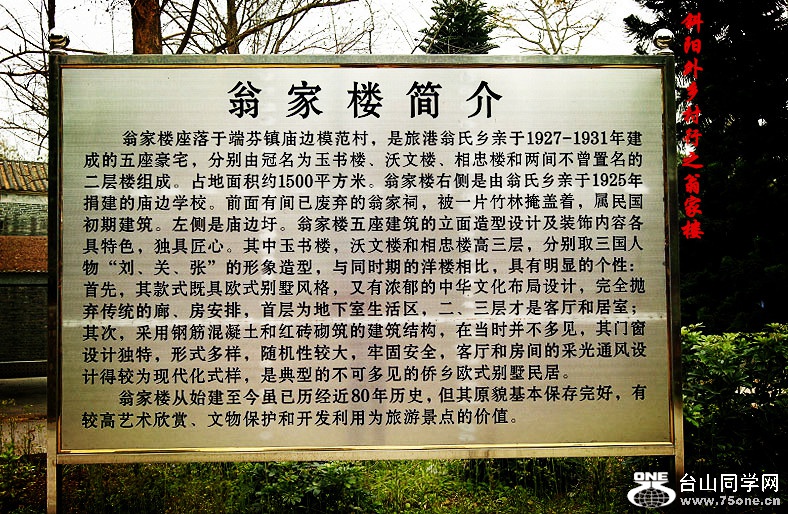 翁家楼简介
翁家楼座落于端芬镇庙边模范村，是旅港翁氏乡亲于1927-1931年建
成的五座豪宅，分别由冠名为玉书楼、沃文楼、相忠楼和两间不曾置名的
二层楼组成。占地面积约1500平方米。翁家楼右侧是由翁氏乡亲于1925年
捐建的庙边学校。前面有间已废弃的翁家祠，被一片竹林掩盖着，属民国
初期建筑。左侧是庙边圩。翁家楼五座建筑的立面造型设计及装饰内容各
具特色，独具匠心。其中玉书楼，沃文楼和相忠楼高三层，分别取三国人
物“刘、关、张”的形象造型，与同时期的洋楼相比，具有明显的个性：
首先，其款式既具欧式别墅风格，又有浓郁的中华文化布局设计，完全抛
弃传统的廊、房安排，首层为地下室生活区，二、三层才是客厅和居室；
其次，采用钢筋混凝土和红砖砌筑的建筑结构，在当时并不多见，其门窗
设计独特，形式多样，随机性较大，牢固安全，客厅和房间的采光通风设
计得较为现代化式样，是典型的不可多见的侨乡欧式别墅民居。
翁家楼从始建至今虽已历经近80年历史，但其原貌基本保存完好，有
较高艺术欣赏、文物保护和开发利用为旅游景点的价值。
斜阳外乡村行之翁家楼
ONE
台山同学网
www.75one.cn